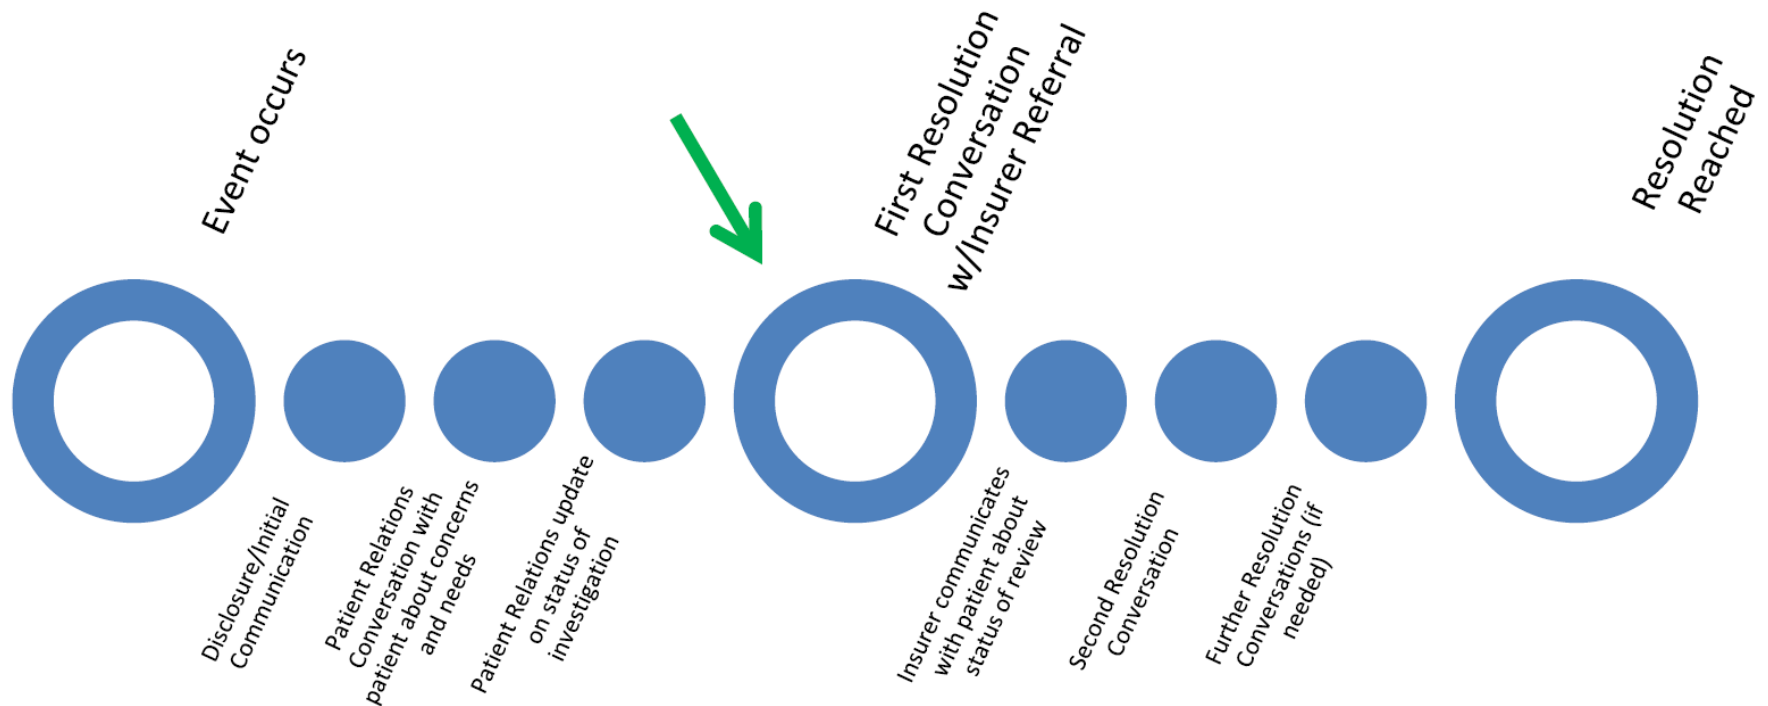 Event occurs
First Resolution
Conversation
w/Insurer Referral
Resolution
Reached
Disclosure/Initial
Communication
Patient Relations
Conversation with
patient about concerns
and needs
Patient Relations update
on status of
investigation
Insurer communicates
with patient about
status of review
Second Resolution
Conversation
Further Resolution
Conversations (if
needed)